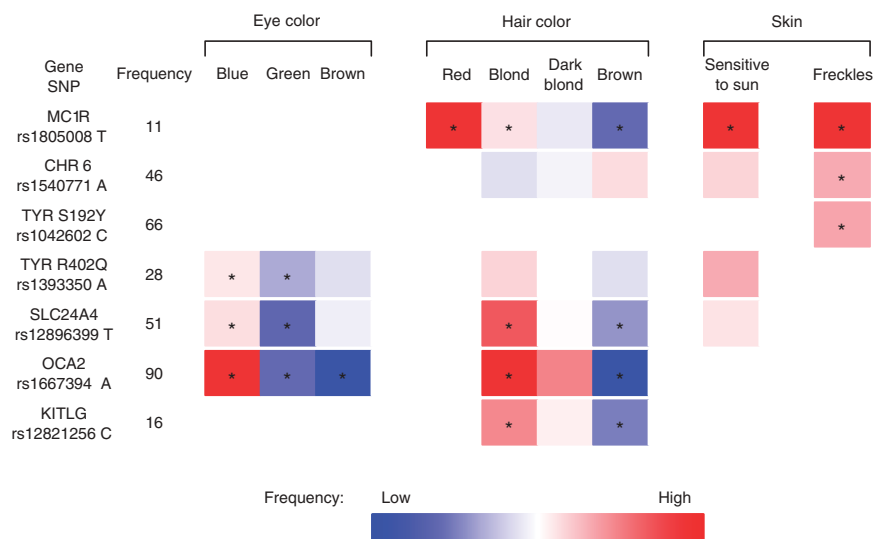 Eye color Hair color Skin
Gene SNP Frequency Blue Green Brown Red Blond Dark blond Brown Sensitive to sun Freckles
MC1R
rs1805008 T 11 * * * * *
CHR 6
rs1540771 A 46 *
TYR S192Y
rs1042602 C 66 *
TYR R402Q
rs1393350 A 28 * *
SLC24A4
rs12896399 T 51 * * * *
OCA2
rs1667394 A 90 * * * * *
KITLG
rs12821256 C 16 * *
Frequency: Low High